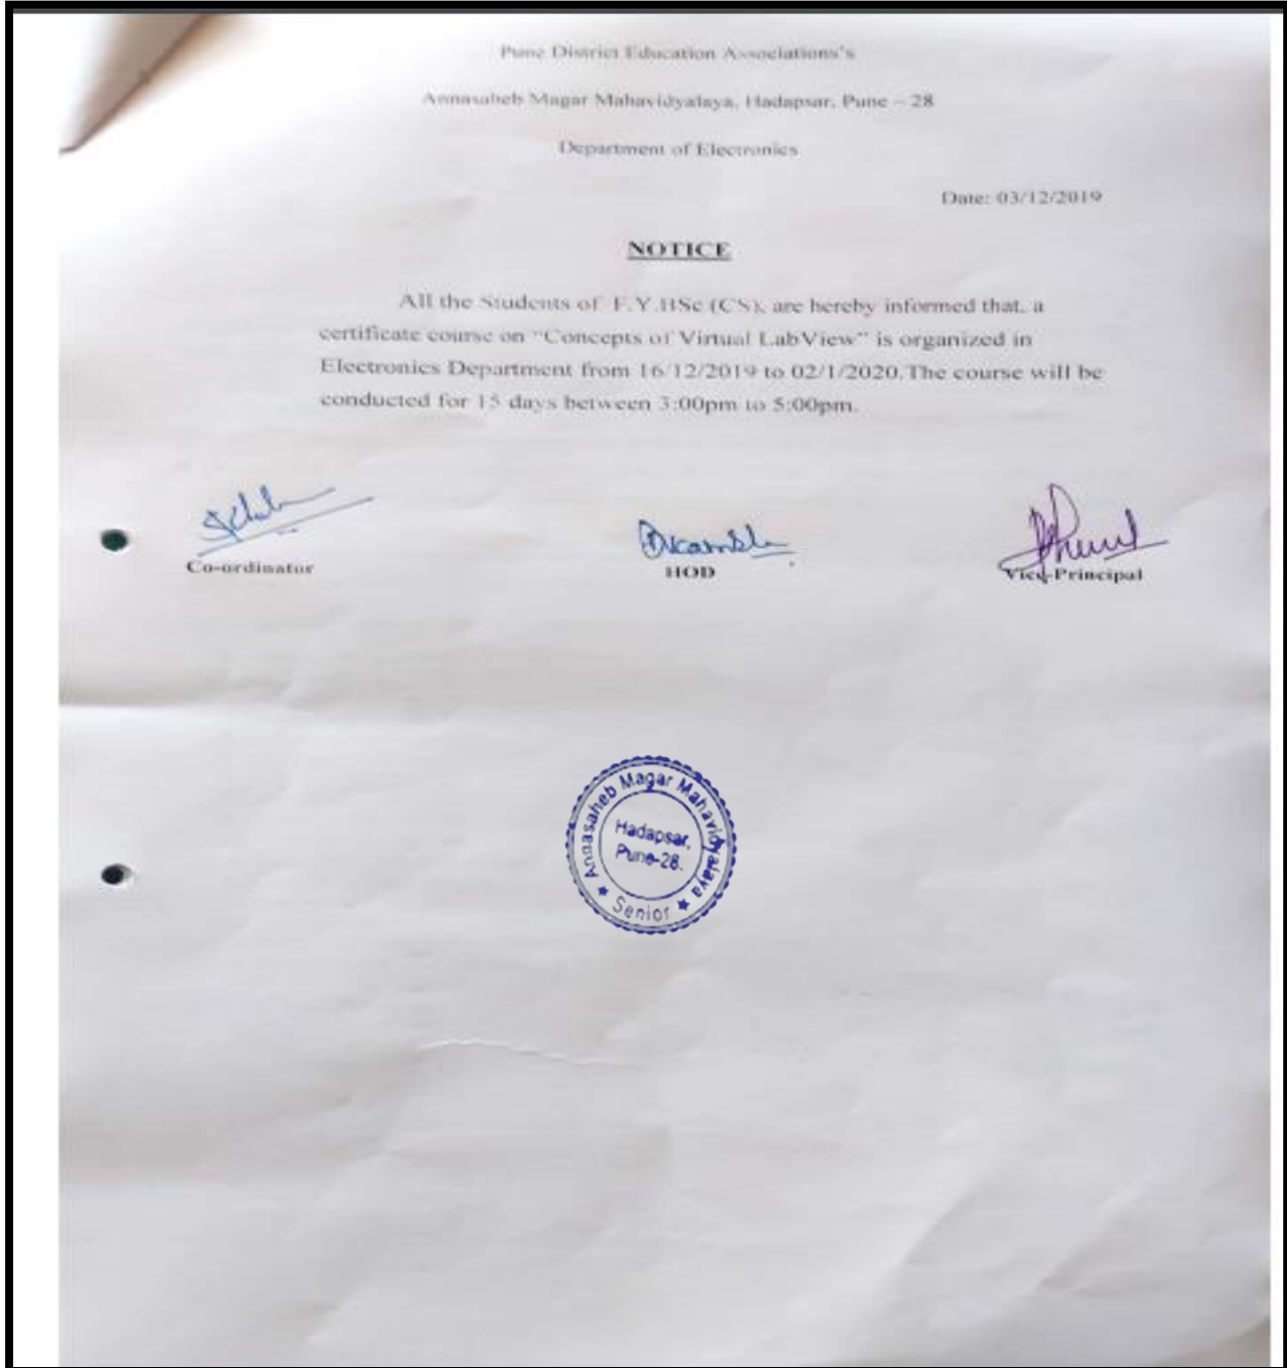 Pune District Education Associations's
Annasaheb Magar Mahavidyalaya, Hadapsar, Pune – 28
Department of Electronics
Date: 03/12/2019
NOTICE
All the Students of F.Y.BSc (CS), are hereby informed that, a
certificate course on "Concepts of Virtual LabView" is organized in
Electronics Department from 16/12/2019 to 02/1/2020.The course will be
conducted for 15 days between 3:00pm to 5:00pm.
Co-ordinator
HOD
Vice-Principal
Annasaheb Magar Mahavidyalaya
Hadapsar,
Pune-28.
★ Senior ★